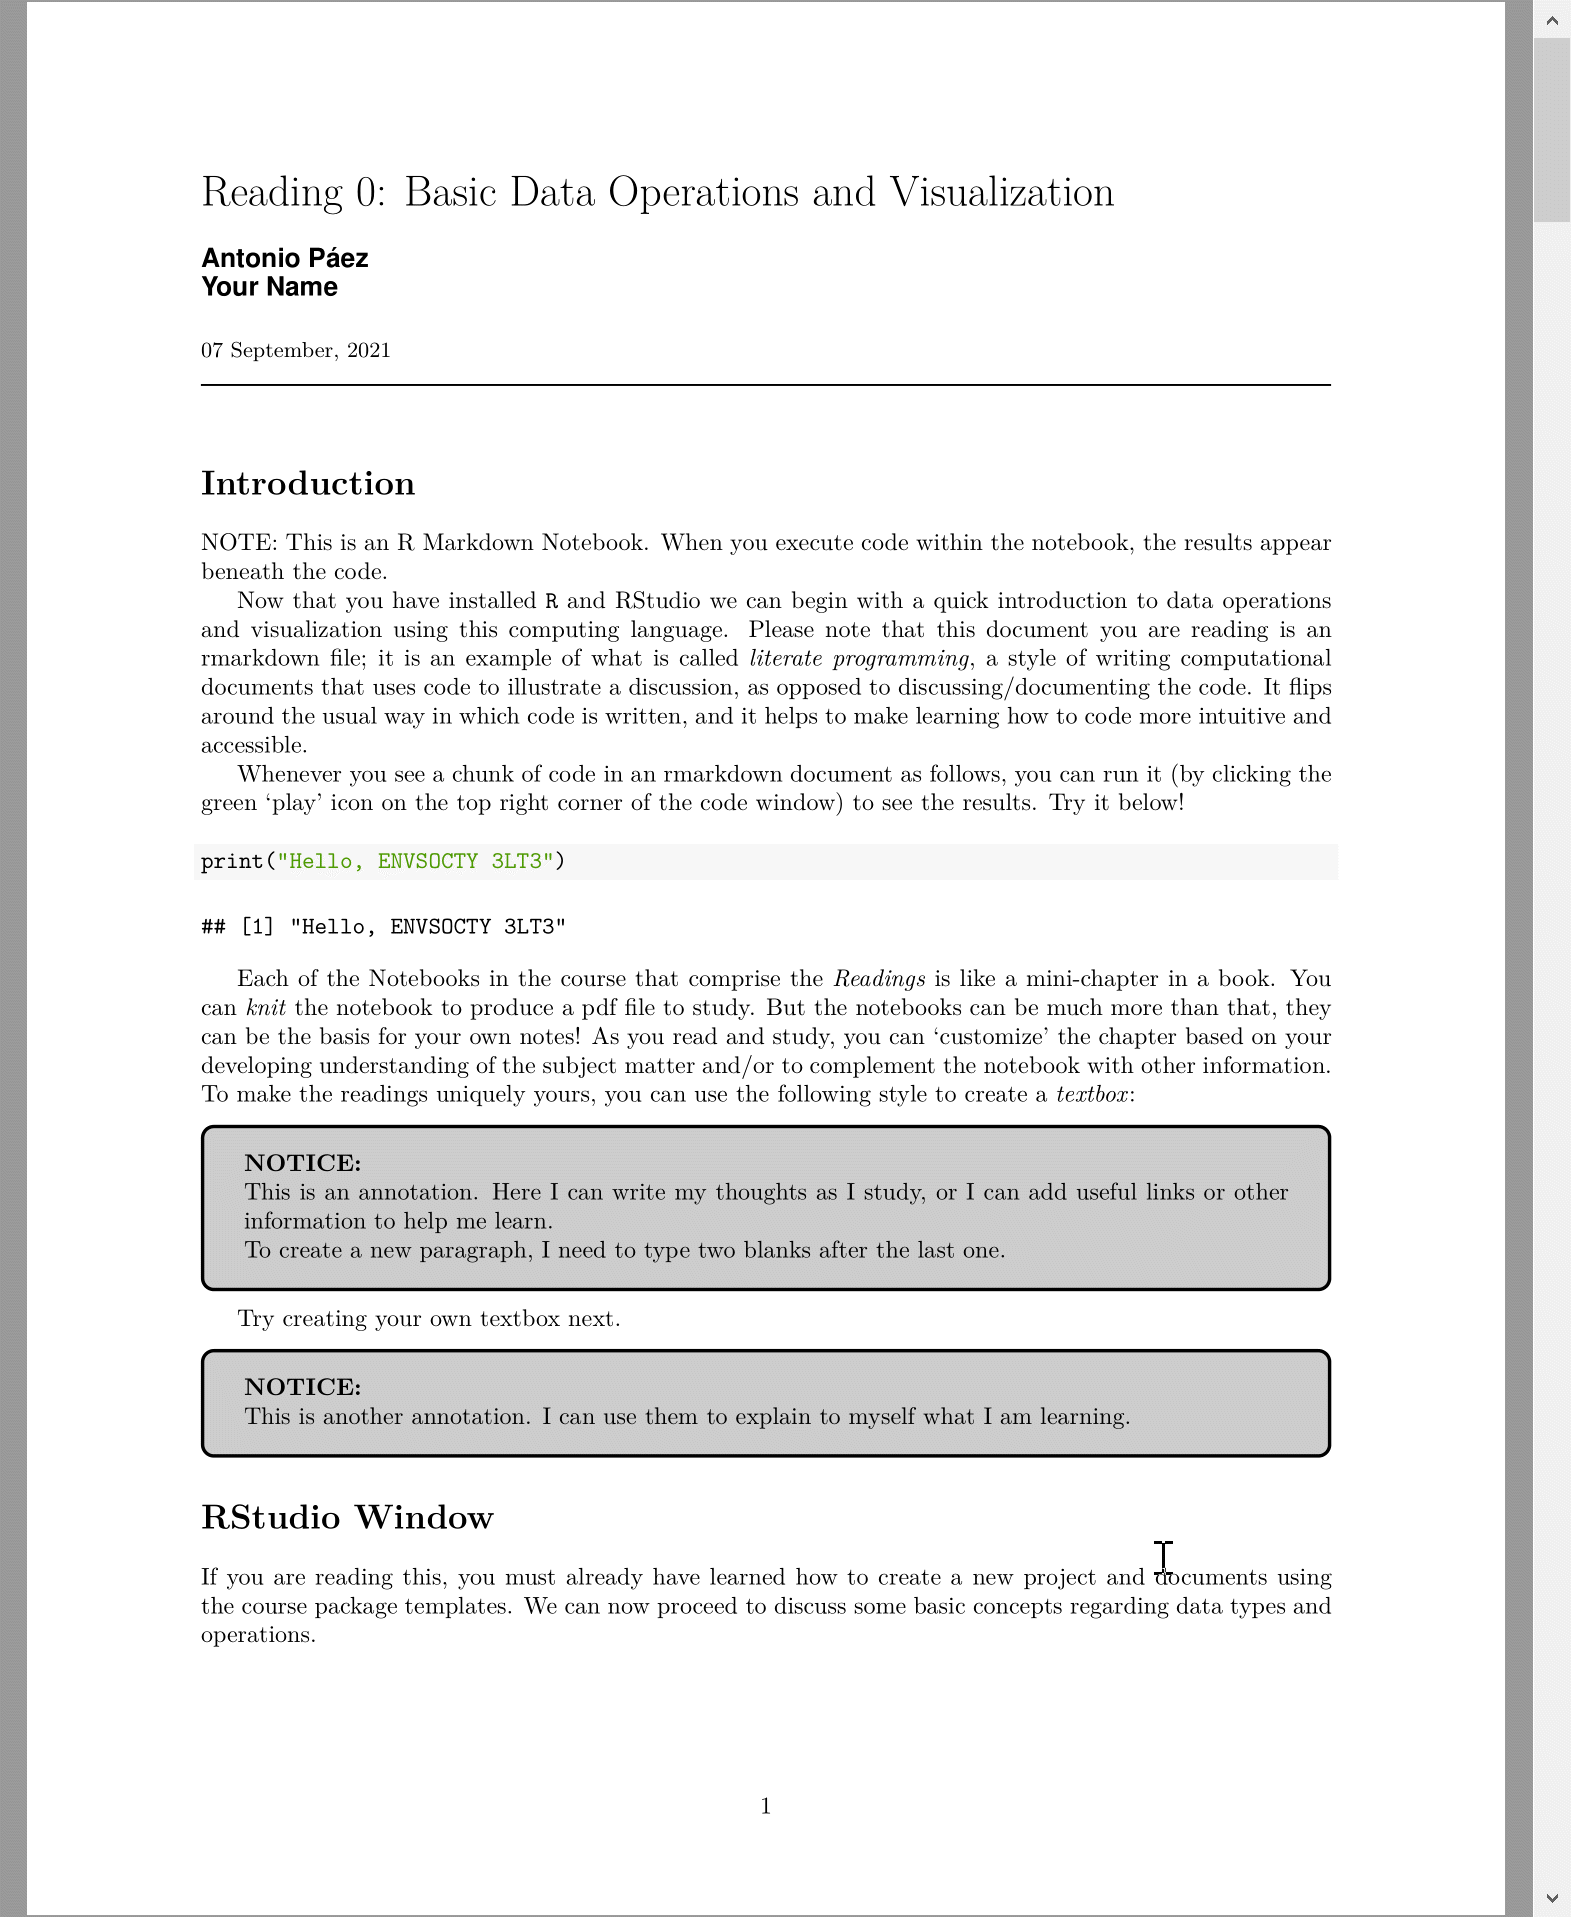 Reading 0: Basic Data Operations and Visualization
Antonio Páez
Your Name
07 September, 2021
Introduction
NOTE: This is an R Markdown Notebook. When you execute code within the notebook, the results appear
beneath the code.
Now that you have installed R and RStudio we can begin with a quick introduction to data operations
and visualization using this computing language. Please note that this document you are reading is an
rmarkdown file; it is an example of what is called literate programming, a style of writing computational
documents that uses code to illustrate a discussion, as opposed to discussing/documenting the code. It flips
around the usual way in which code is written, and it helps to make learning how to code more intuitive and
accessible.
Whenever you see a chunk of code in an rmarkdown document as follows, you can run it (by clicking the
green ‘play’ icon on the top right corner of the code window) to see the results. Try it below!
print("Hello, ENVSOCTY 3LT3")
## [1] "Hello, ENVSOCTY 3LT3"
Each of the Notebooks in the course that comprise the Readings is like a mini-chapter in a book. You
can knit the notebook to produce a pdf file to study. But the notebooks can be much more than that, they
can be the basis for your own notes! As you read and study, you can ‘customize’ the chapter based on your
developing understanding of the subject matter and/or to complement the notebook with other information.
To make the readings uniquely yours, you can use the following style to create a textbox:
NOTICE:
This is an annotation. Here I can write my thoughts as I study, or I can add useful links or other
information to help me learn.
To create a new paragraph, I need to type two blanks after the last one.
Try creating your own textbox next.
NOTICE:
This is another annotation. I can use them to explain to myself what I am learning.
RStudio Window
If you are reading this, you must already have learned how to create a new project and documents using
the course package templates. We can now proceed to discuss some basic concepts regarding data types and
operations.
1